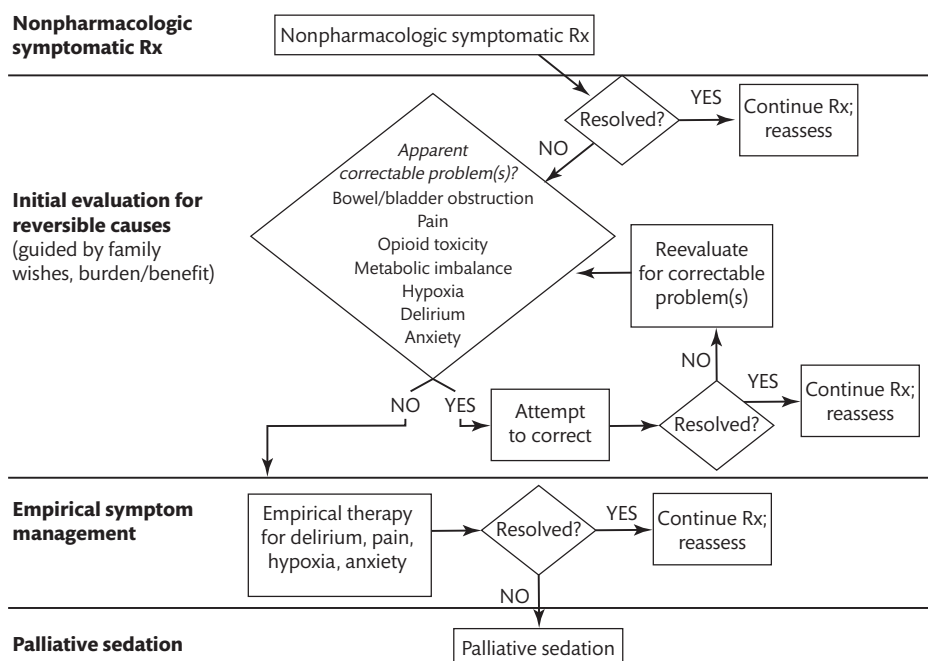 Nonpharmacologic
symptomatic Rx
Nonpharmacologic symptomatic Rx
Resolved?
YES
Continue Rx;
reassess
NO
Initial evaluation for
reversible causes
(guided by family
wishes, burden/benefit)
Apparent
correctable problem(s)?
Bowel/bladder obstruction
Pain
Opioid toxicity
Metabolic imbalance
Hypoxia
Delirium
Anxiety
Reevaluate
for correctable
problem(s)
NO
YES
Attempt
to correct
Resolved?
NO
YES
Continue Rx;
reassess
Empirical symptom
management
Empirical therapy
for delirium, pain,
hypoxia, anxiety
Resolved?
YES
Continue Rx;
reassess
NO
Palliative sedation
Palliative sedation